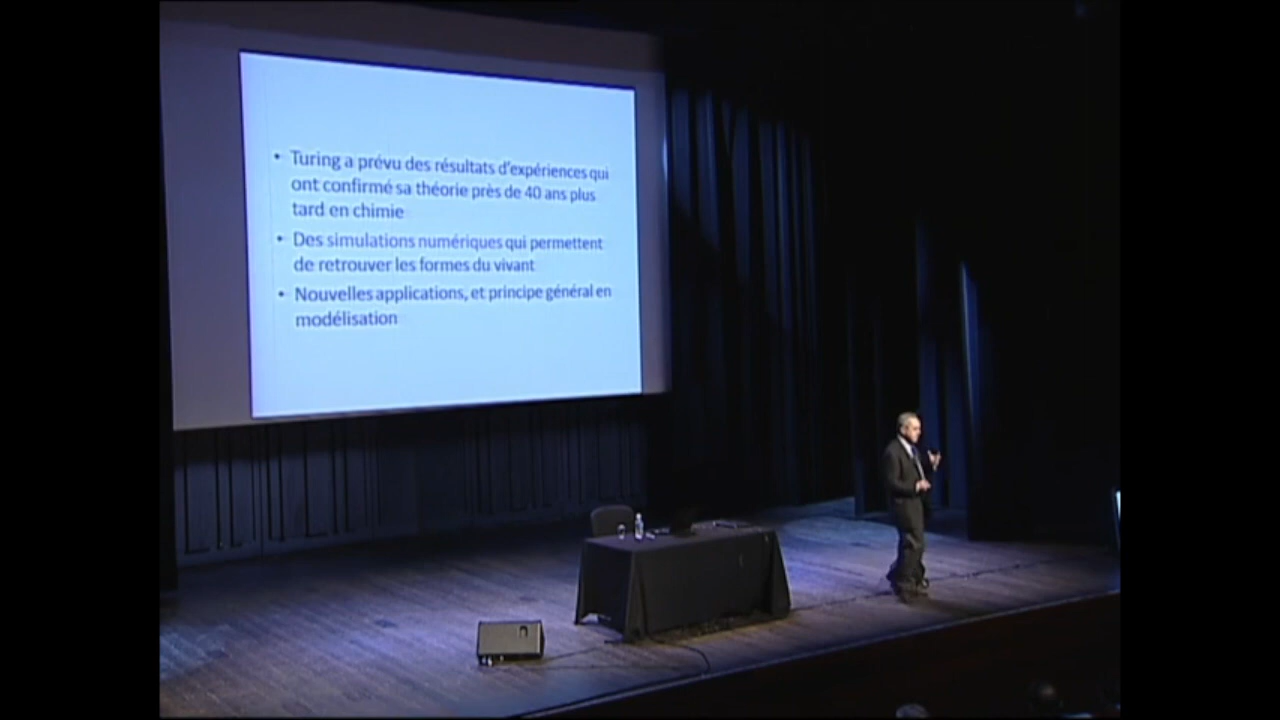 • Turing a prévu des résultats d'expériences qui
ont confirmé sa théorie près de 40 ans plus
tard en chimie
• Des simulations numériques qui permettent
de retrouver les formes du vivant
• Nouvelles applications, et principe général en
modélisation